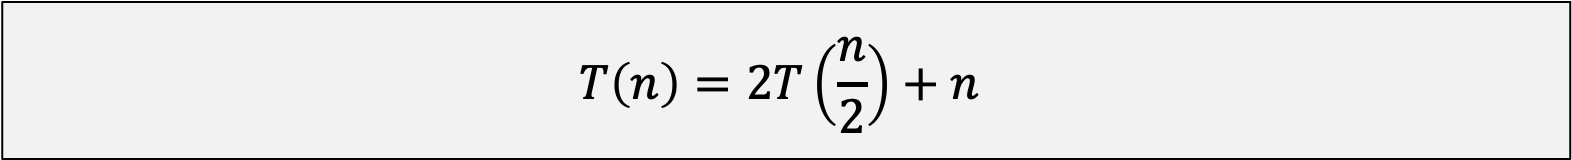 T(n) = 2T(n/2) + n